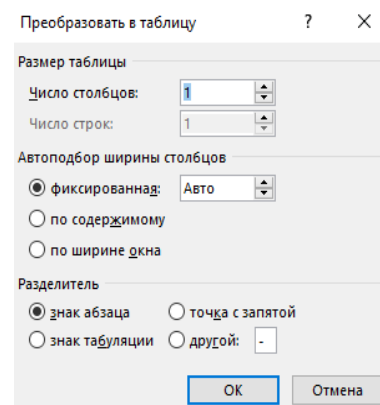 Преобразовать в таблицу ? ×
Размер таблицы
Число столбцов: 1
Число строк: 1
Автоподбор ширины столбцов
фиксированная: Авто
по содержимому
по ширине окна
Разделитель
знак абзаца точка с запятой
знак табуляции другой: -
ОК Отмена